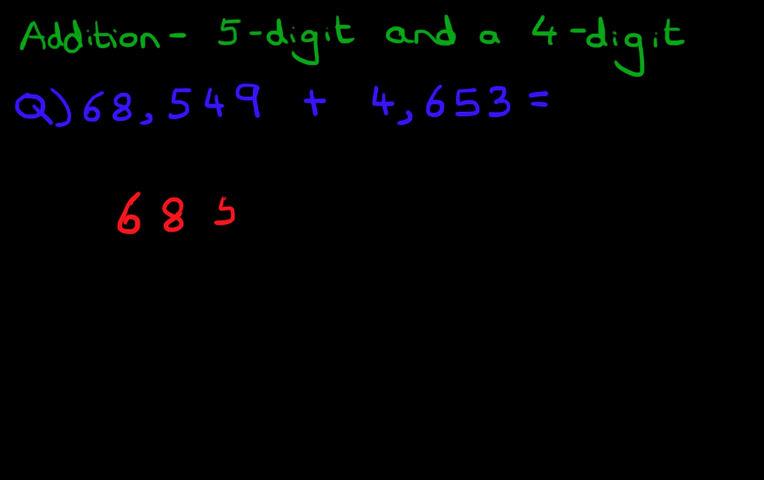 Addition - 5-digit and a 4-digit
Q) 68,549 + 4,653 =
6 8 5